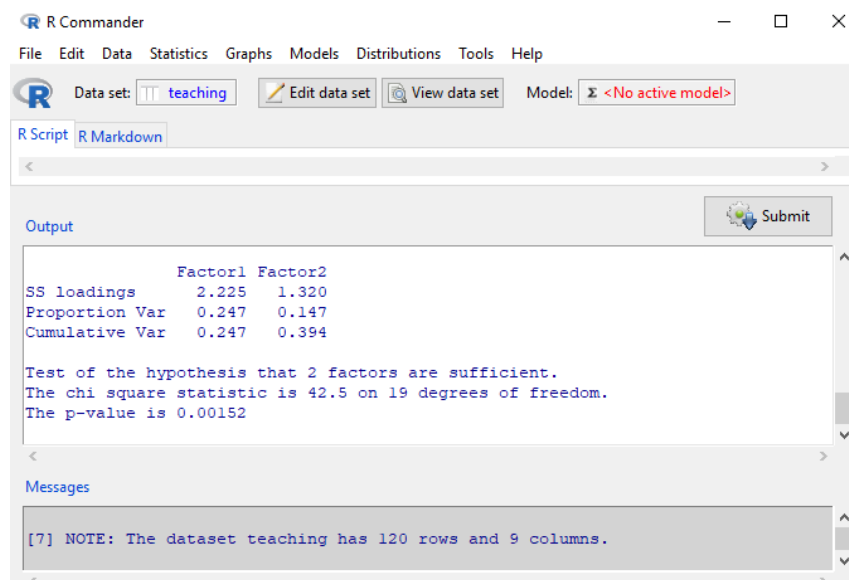 R R Commander
File Edit Data Statistics Graphs Models Distributions Tools Help
R Data set: teaching Edit data set View data set Model: Σ <No active model>
R Script R Markdown
Submit
Output
Factor1 Factor2
SS loadings 2.225 1.320
Proportion Var 0.247 0.147
Cumulative Var 0.247 0.394
Test of the hypothesis that 2 factors are sufficient.
The chi square statistic is 42.5 on 19 degrees of freedom.
The p-value is 0.00152
Messages
[7] NOTE: The dataset teaching has 120 rows and 9 columns.